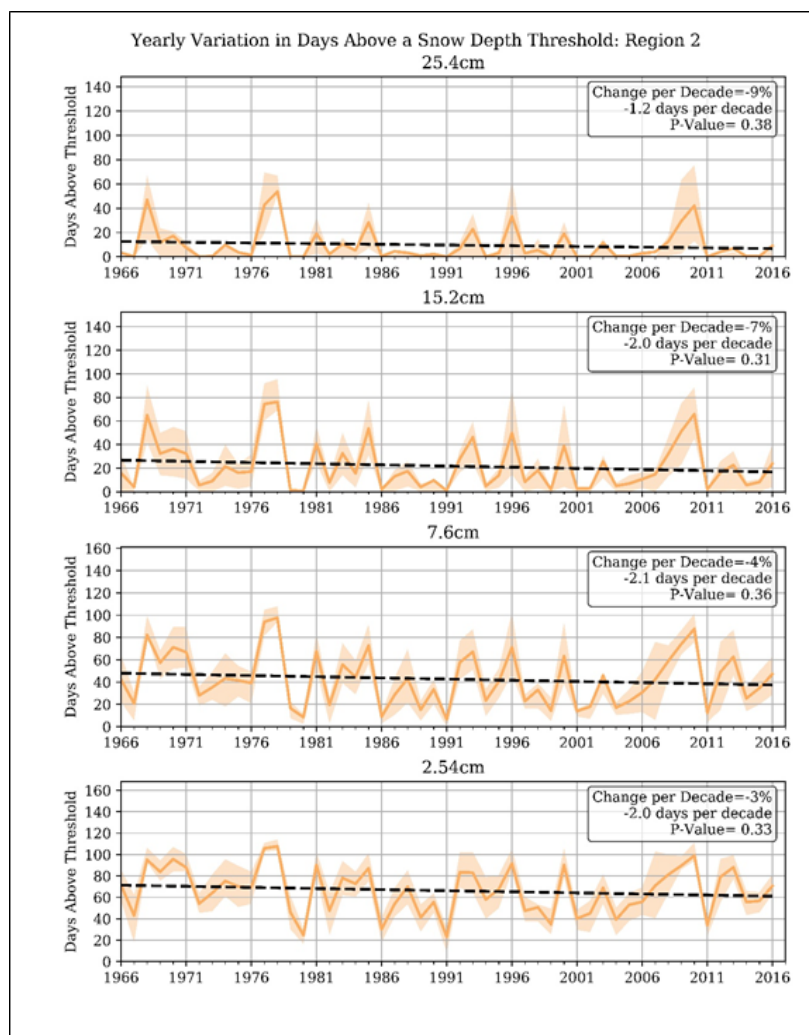 Yearly Variation in Days Above a Snow Depth Threshold: Region 2
25.4cm
Days Above Threshold
140
120
100
80
60
40
20
0
Change per Decade=-9%
-1.2 days per decade
P-Value= 0.38
1966 1971 1976 1981 1986 1991 1996 2001 2006 2011 2016
15.2cm
Days Above Threshold
140
120
100
80
60
40
20
0
Change per Decade=-7%
-2.0 days per decade
P-Value= 0.31
1966 1971 1976 1981 1986 1991 1996 2001 2006 2011 2016
7.6cm
Days Above Threshold
160
140
120
100
80
60
40
20
0
Change per Decade=-4%
-2.1 days per decade
P-Value= 0.36
1966 1971 1976 1981 1986 1991 1996 2001 2006 2011 2016
2.54cm
Days Above Threshold
160
140
120
100
80
60
40
20
0
Change per Decade=-3%
-2.0 days per decade
P-Value= 0.33
1966 1971 1976 1981 1986 1991 1996 2001 2006 2011 2016